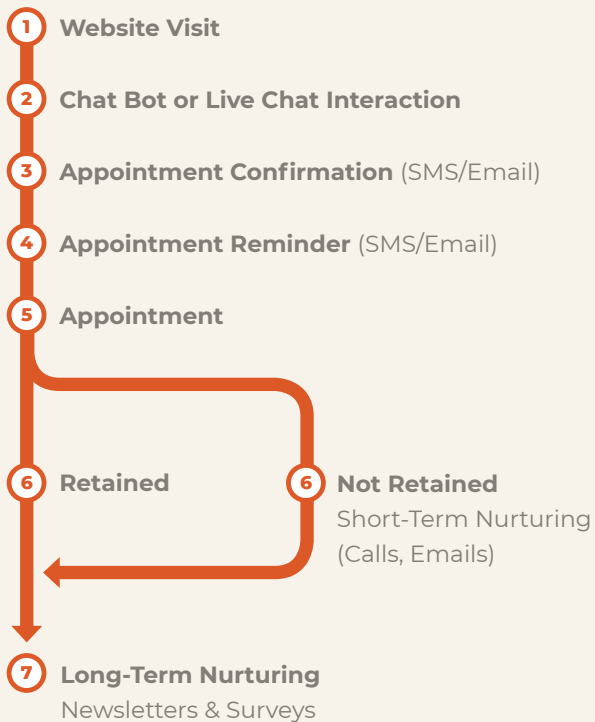 1 Website Visit
2 Chat Bot or Live Chat Interaction
3 Appointment Confirmation (SMS/Email)
4 Appointment Reminder (SMS/Email)
5 Appointment
6 Retained
6 Not Retained
Short-Term Nurturing
(Calls, Emails)
7 Long-Term Nurturing
Newsletters & Surveys